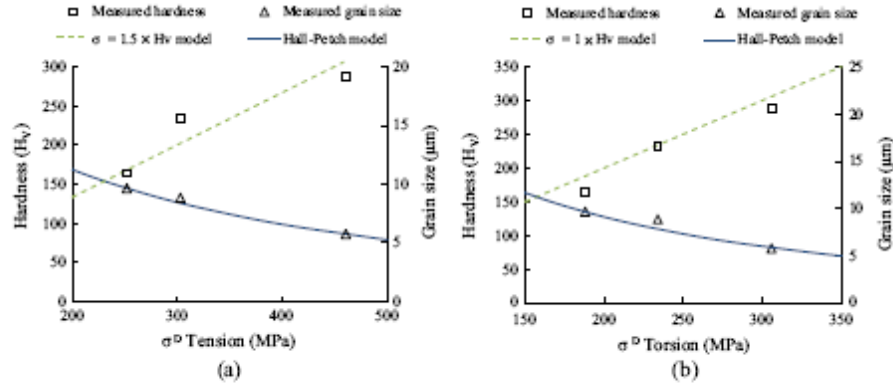 Measured hardness Measured grain size
σ = 1.5 × Hv model Hall-Petch model
300
250
200
150
100
50
0
Hardness (HV)
20
15
10
5
0
Grain size (μm)
200 300 400 500
σᴰ Tension (MPa)
(a)
Measured hardness Measured grain size
σ = 1 × Hv model Hall-Petch model
350
300
250
200
150
100
50
0
Hardness (HV)
25
20
15
10
5
0
Grain size (μm)
150 200 250 300 350
σᴰ Torsion (MPa)
(b)